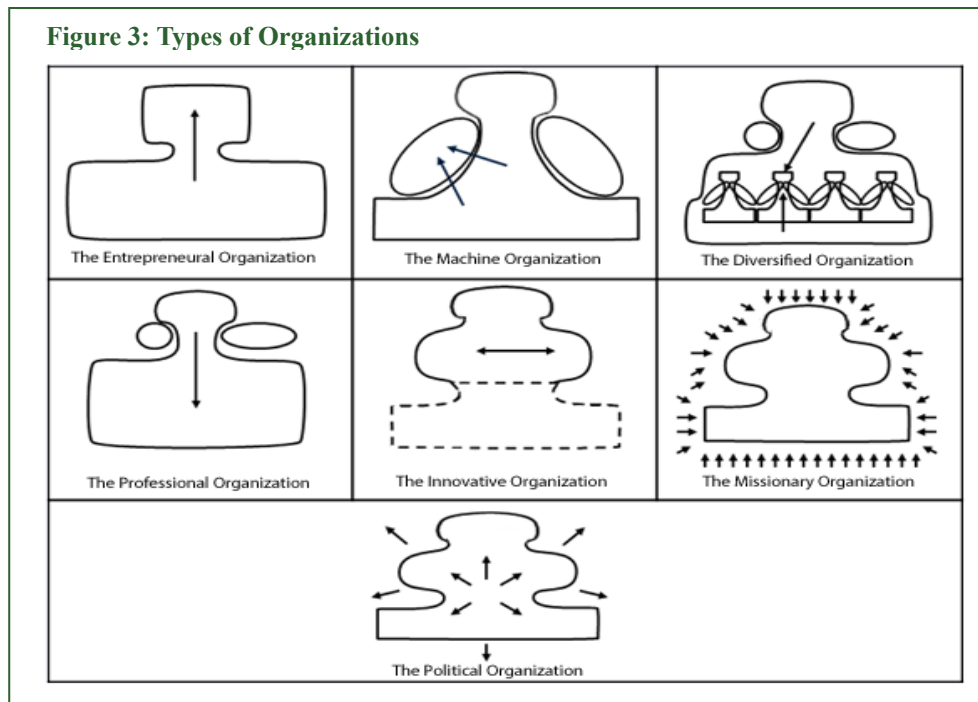 Figure 3: Types of Organizations
The Entrepreneural Organization
The Machine Organization
The Diversified Organization
The Professional Organization
The Innovative Organization
The Missionary Organization
The Political Organization